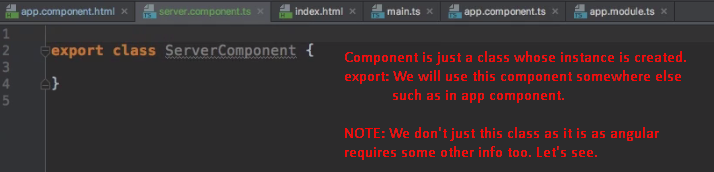 app.component.html × server.component.ts × index.html × main.ts × app.component.ts × app.module.ts ×
1
2 export class ServerComponent {
3
4 }
5
Component is just a class whose instance is created.
export: We will use this component somewhere else
such as in app component.
NOTE: We don't just this class as it is as angular
requires some other info too. Let's see.